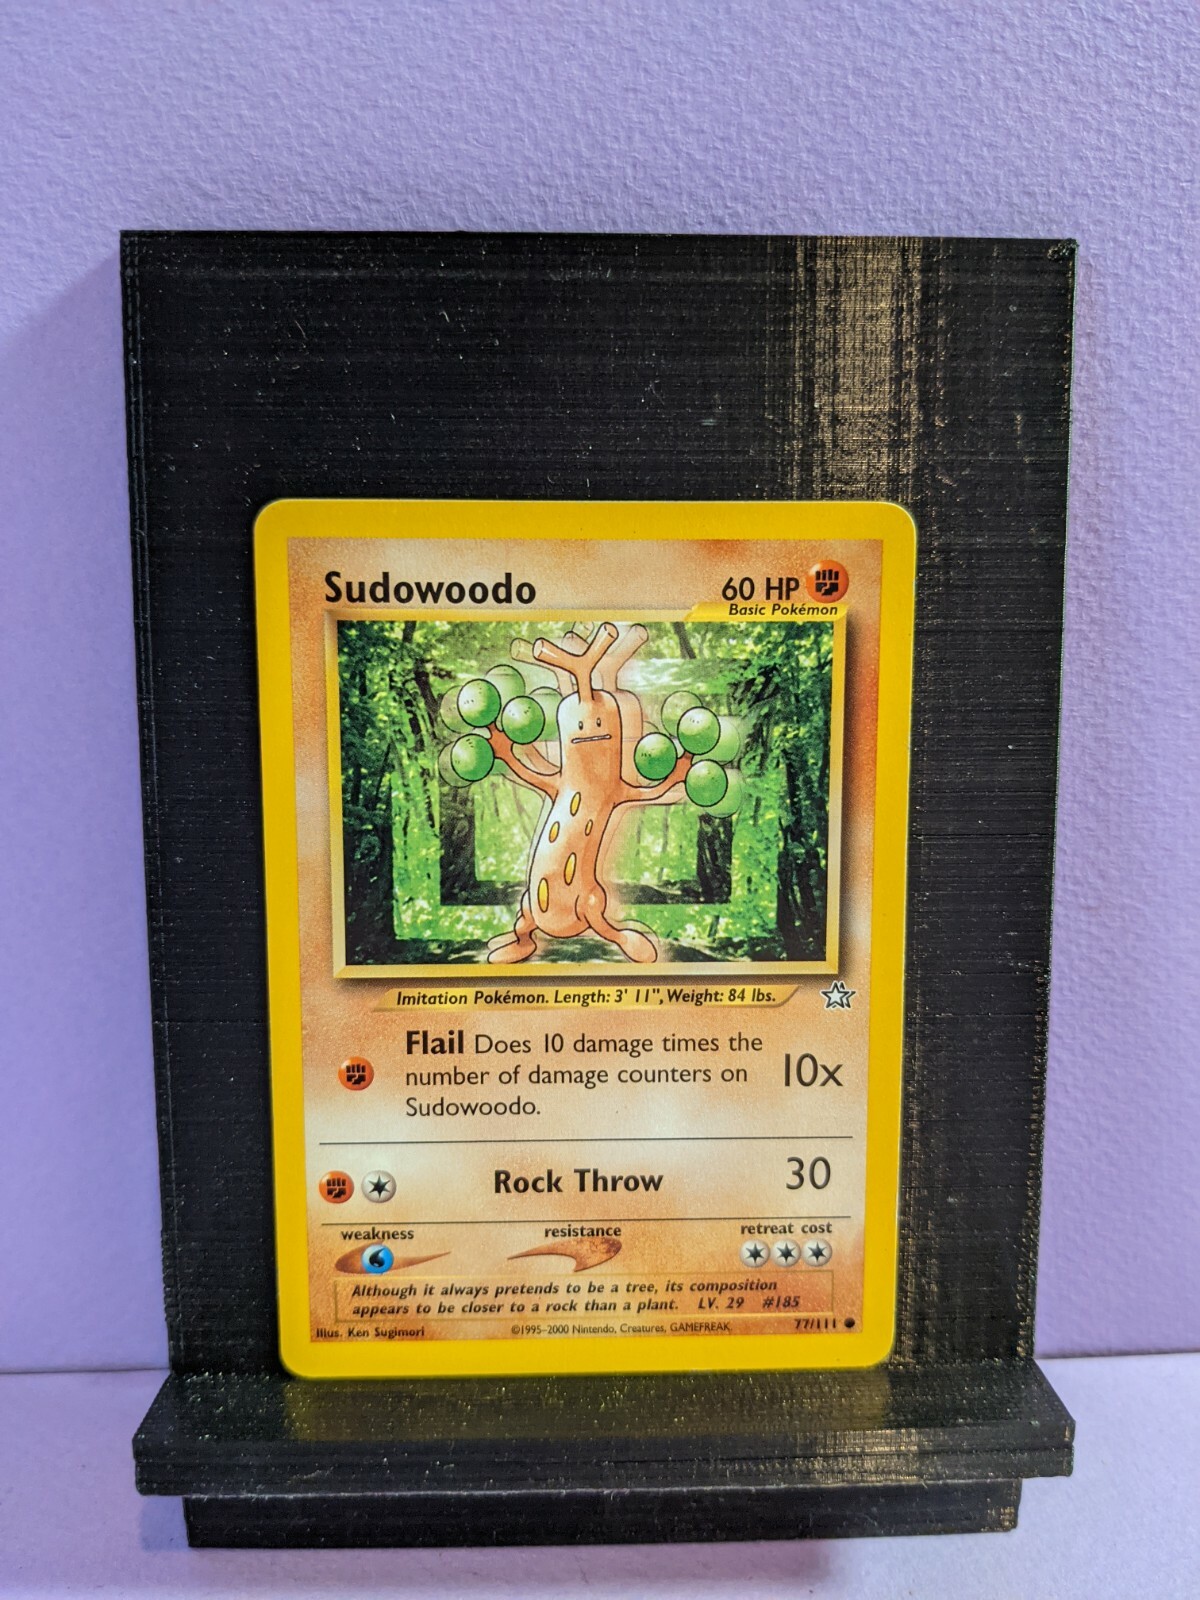 Sudowoodo
60 HP
Basic Pokémon
Imitation Pokémon. Length: 3' 11", Weight: 84 lbs.
Flail Does 10 damage times the
number of damage counters on
Sudowoodo.
10x
Rock Throw
30
weakness
resistance
retreat cost
Although it always pretends to be a tree, its composition
appears to be closer to a rock than a plant. LV. 29 #185
Illus. Ken Sugimori
©1995–2000 Nintendo, Creatures, GAMEFREAK.
77/111